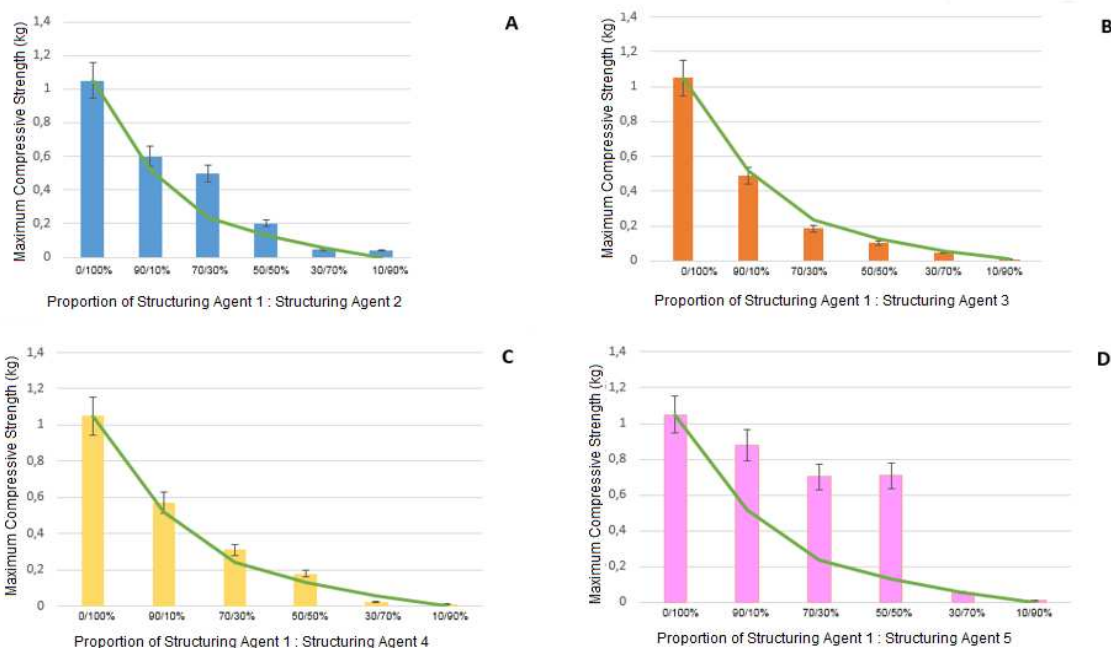 A
Maximum Compressive Strength (kg)
1,4
1,2
1
0,8
0,6
0,4
0,2
0
0/100% 90/10% 70/30% 50/50% 30/70% 10/90%
Proportion of Structuring Agent 1 : Structuring Agent 2
B
Maximum Compressive Strength (kg)
1,4
1,2
1
0,8
0,6
0,4
0,2
0
0/100% 90/10% 70/30% 50/50% 30/70% 10/90%
Proportion of Structuring Agent 1 : Structuring Agent 3
C
Maximum Compressive Strength (kg)
1,4
1,2
1
0,8
0,6
0,4
0,2
0
0/100% 90/10% 70/30% 50/50% 30/70% 10/90%
Proportion of Structuring Agent 1 : Structuring Agent 4
D
Maximum Compressive Strength (kg)
1,4
1,2
1
0,8
0,6
0,4
0,2
0
0/100% 90/10% 70/30% 50/50% 30/70% 10/90%
Proportion of Structuring Agent 1 : Structuring Agent 5